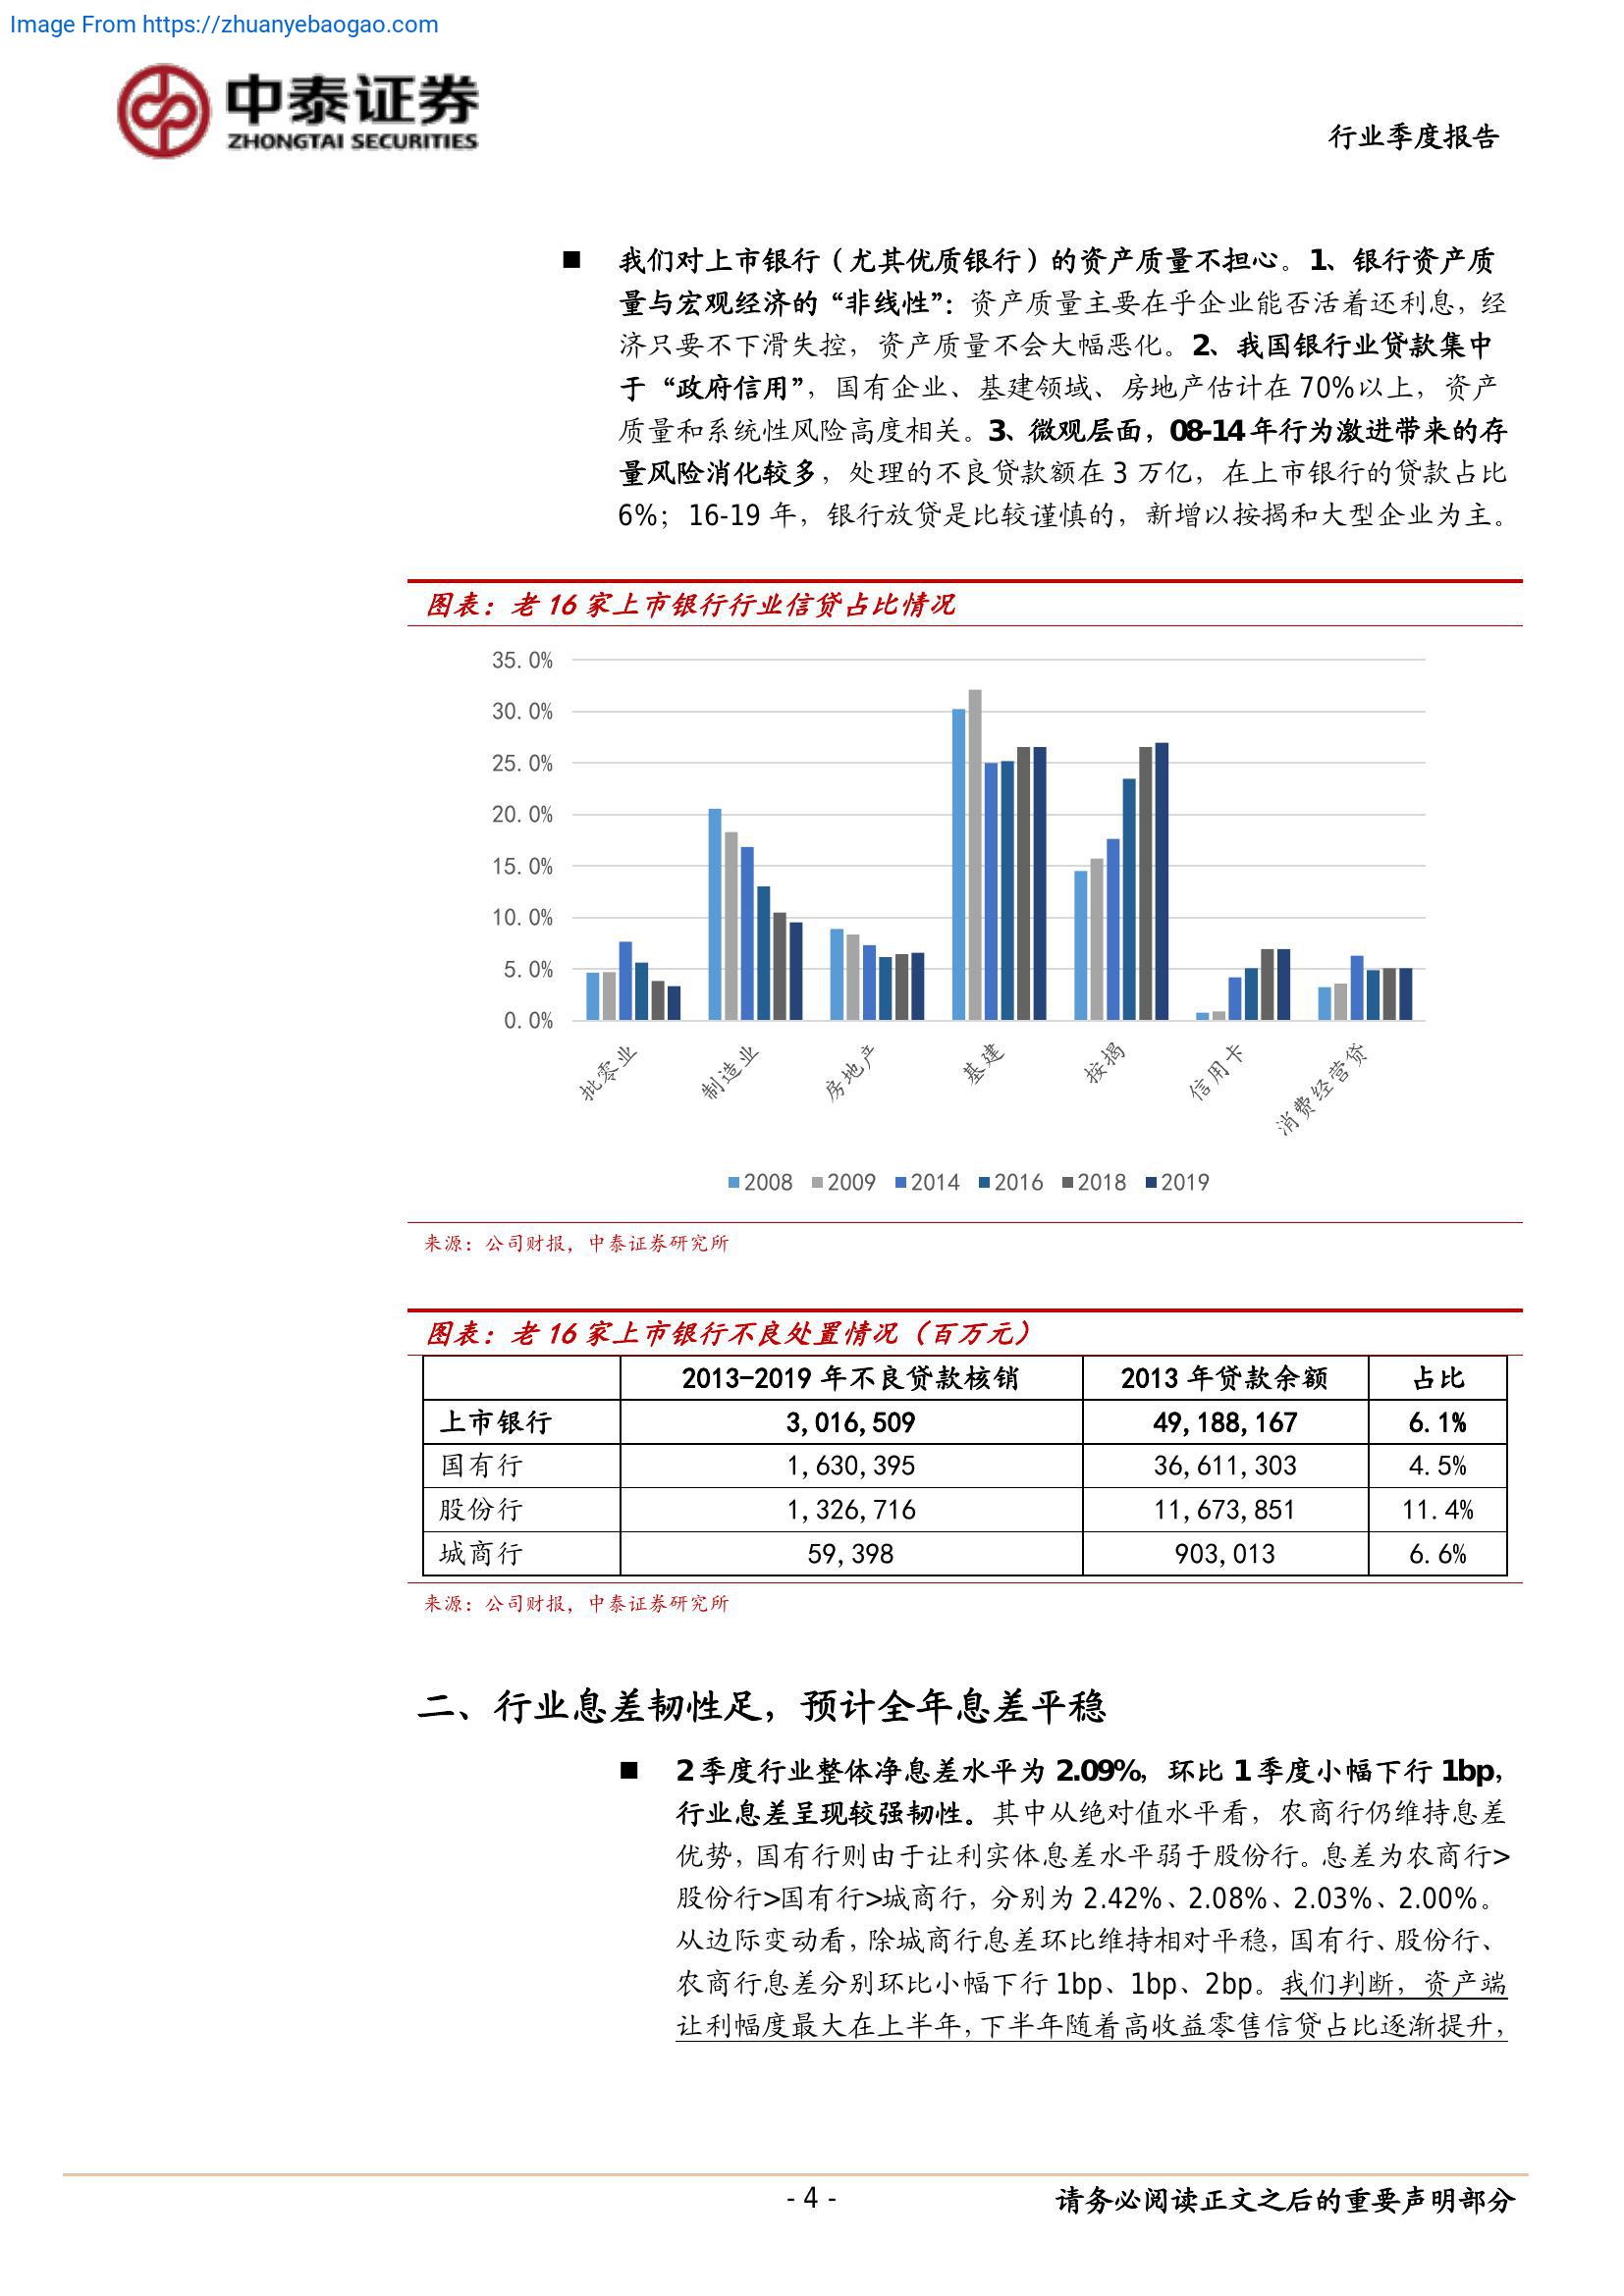 Image From https://zhuanyebaogao.com
中泰证券
ZHONGTAI SECURITIES
行业季度报告
■ 我们对上市银行（尤其优质银行）的资产质量不担心。1、银行资产质
量与宏观经济的“非线性”：资产质量主要在乎企业能否活着还利息，经
济只要不下滑失控，资产质量不会大幅恶化。2、我国银行业贷款集中
于“政府信用”，国有企业、基建领域、房地产估计在 70%以上，资产
质量和系统性风险高度相关。3、微观层面，08-14 年行为激进带来的存
量风险消化较多，处理的不良贷款额在 3 万亿，在上市银行的贷款占比
6%；16-19 年，银行放贷是比较谨慎的，新增以按揭和大型企业为主。
图表：老 16 家上市银行行业信贷占比情况
35.0%
30.0%
25.0%
20.0%
15.0%
10.0%
5.0%
0.0%
批零业 制造业 房地产 基建 按揭 信用卡 消费经营贷
2008 2009 2014 2016 2018 2019
来源：公司财报，中泰证券研究所
图表：老 16 家上市银行不良处置情况（百万元）
2013-2019 年不良贷款核销 2013 年贷款余额 占比
上市银行 3,016,509 49,188,167 6.1%
国有行 1,630,395 36,611,303 4.5%
股份行 1,326,716 11,673,851 11.4%
城商行 59,398 903,013 6.6%
来源：公司财报，中泰证券研究所
二、行业息差韧性足，预计全年息差平稳
■ 2 季度行业整体净息差水平为 2.09%，环比 1 季度小幅下行 1bp，
行业息差呈现较强韧性。其中从绝对值水平看，农商行仍维持息差
优势，国有行则由于让利实体息差水平弱于股份行。息差为农商行>
股份行>国有行>城商行，分别为 2.42%、2.08%、2.03%、2.00%。
从边际变动看，除城商行息差环比维持相对平稳，国有行、股份行、
农商行息差分别环比小幅下行 1bp、1bp、2bp。我们判断，资产端
让利幅度最大在上半年，下半年随着高收益零售信贷占比逐渐提升，
- 4 -
请务必阅读正文之后的重要声明部分